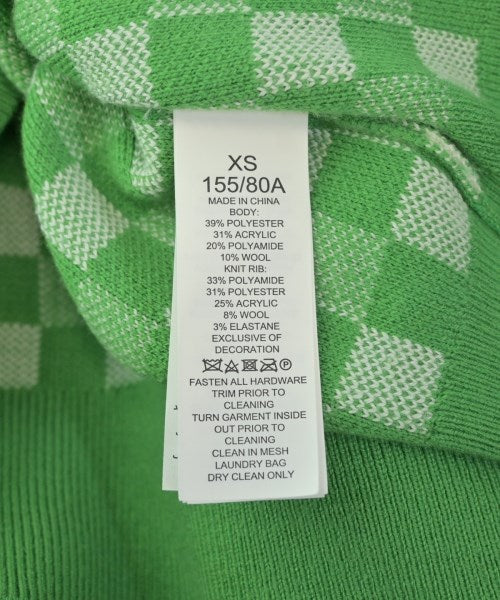 XS
155/80A
MADE IN CHINA
BODY:
39% POLYESTER
31% ACRYLIC
20% POLYAMIDE
10% WOOL
KNIT RIB:
33% POLYAMIDE
31% POLYESTER
25% ACRYLIC
8% WOOL
3% ELASTANE
EXCLUSIVE OF
DECORATION
FASTEN ALL HARDWARE
TRIM PRIOR TO
CLEANING
TURN GARMENT INSIDE
OUT PRIOR TO
CLEANING
CLEAN IN MESH
LAUNDRY BAG
DRY CLEAN ONLY